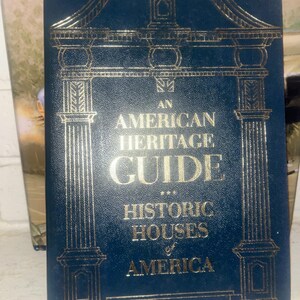 AN
AMERICAN
HERITAGE
GUIDE
***
HISTORIC
HOUSES
of
AMERICA